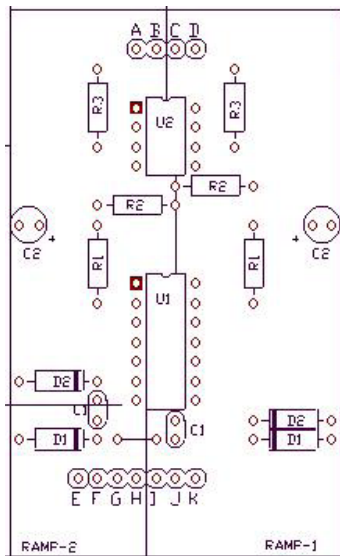 A B C D
R3 U2 R3
R2
R2
C2 + R1 R1 + C2
U1
D2
C1 C1 D2
D1 D1
E F G H I J K
RAMP-2 RAMP-1